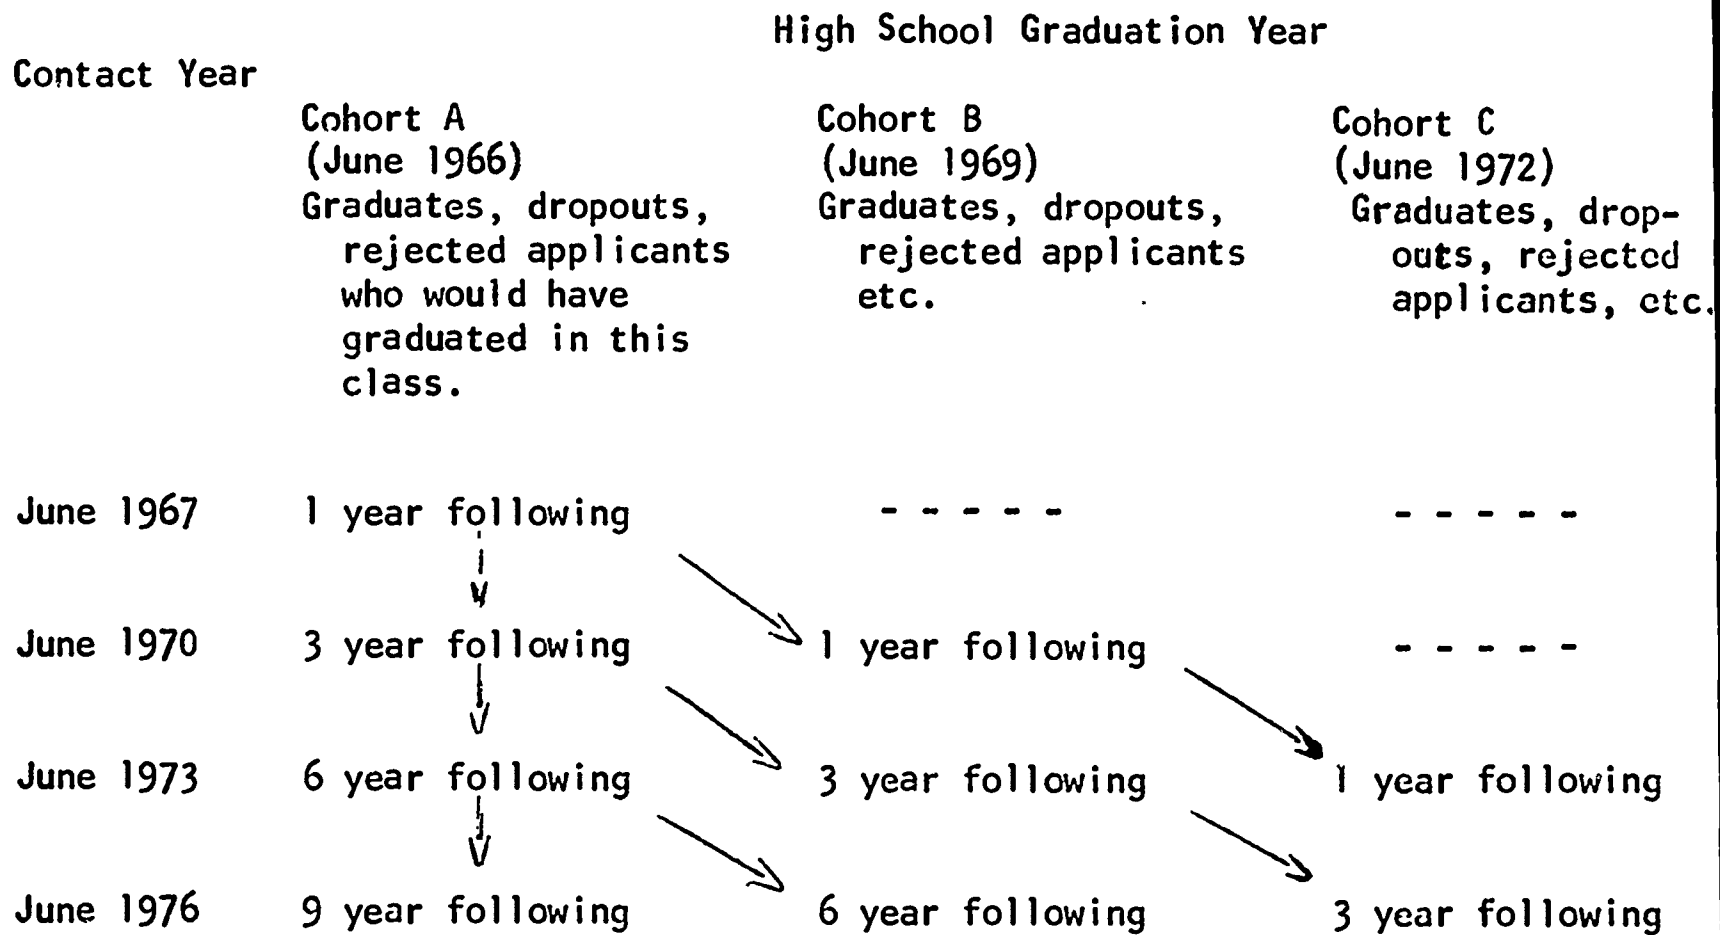 High School Graduation Year
Contact Year
Cohort A
(June 1966)
Graduates, dropouts,
rejected applicants
who would have
graduated in this
class.
Cohort B
(June 1969)
Graduates, dropouts,
rejected applicants
etc.
Cohort C
(June 1972)
Graduates, drop-
outs, rejected
applicants, etc.
June 1967 1 year following - - - - - - - - - -
June 1970 3 year following 1 year following - - - - -
June 1973 6 year following 3 year following 1 year following
June 1976 9 year following 6 year following 3 year following